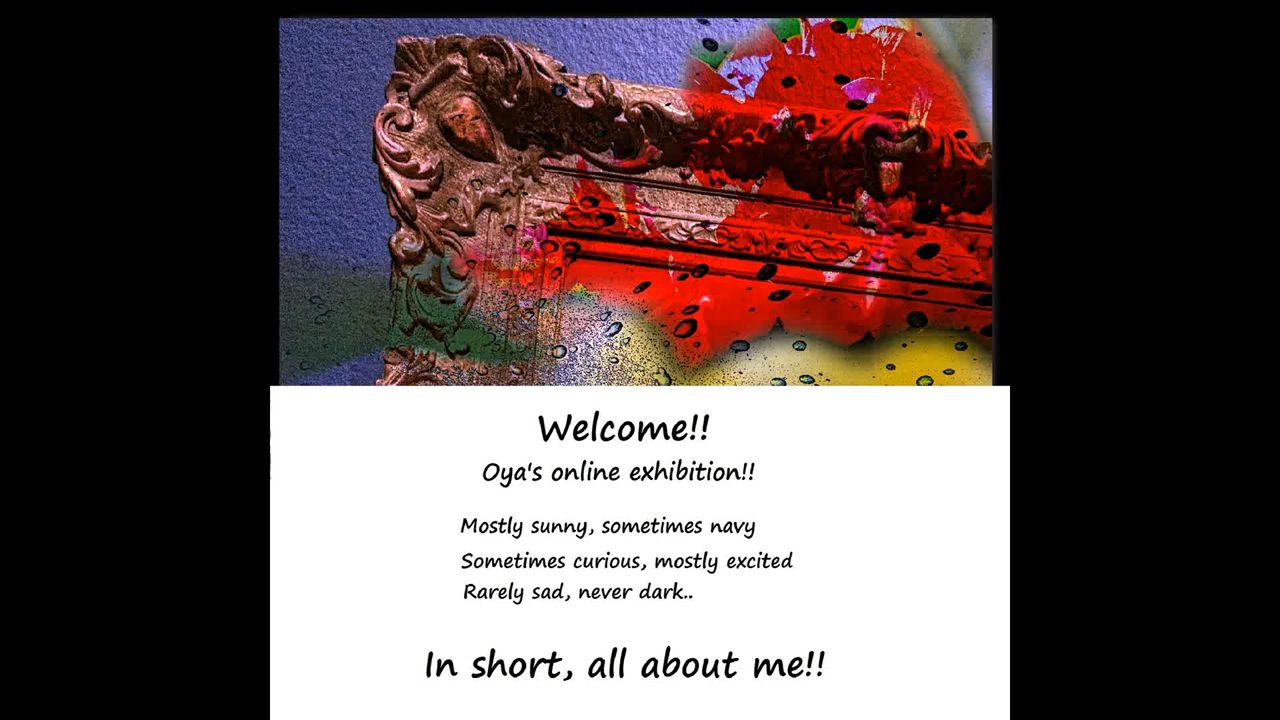 Welcome!!
Oya's online exhibition!!
Mostly sunny, sometimes navy
Sometimes curious, mostly excited
Rarely sad, never dark..
In short, all about me!!